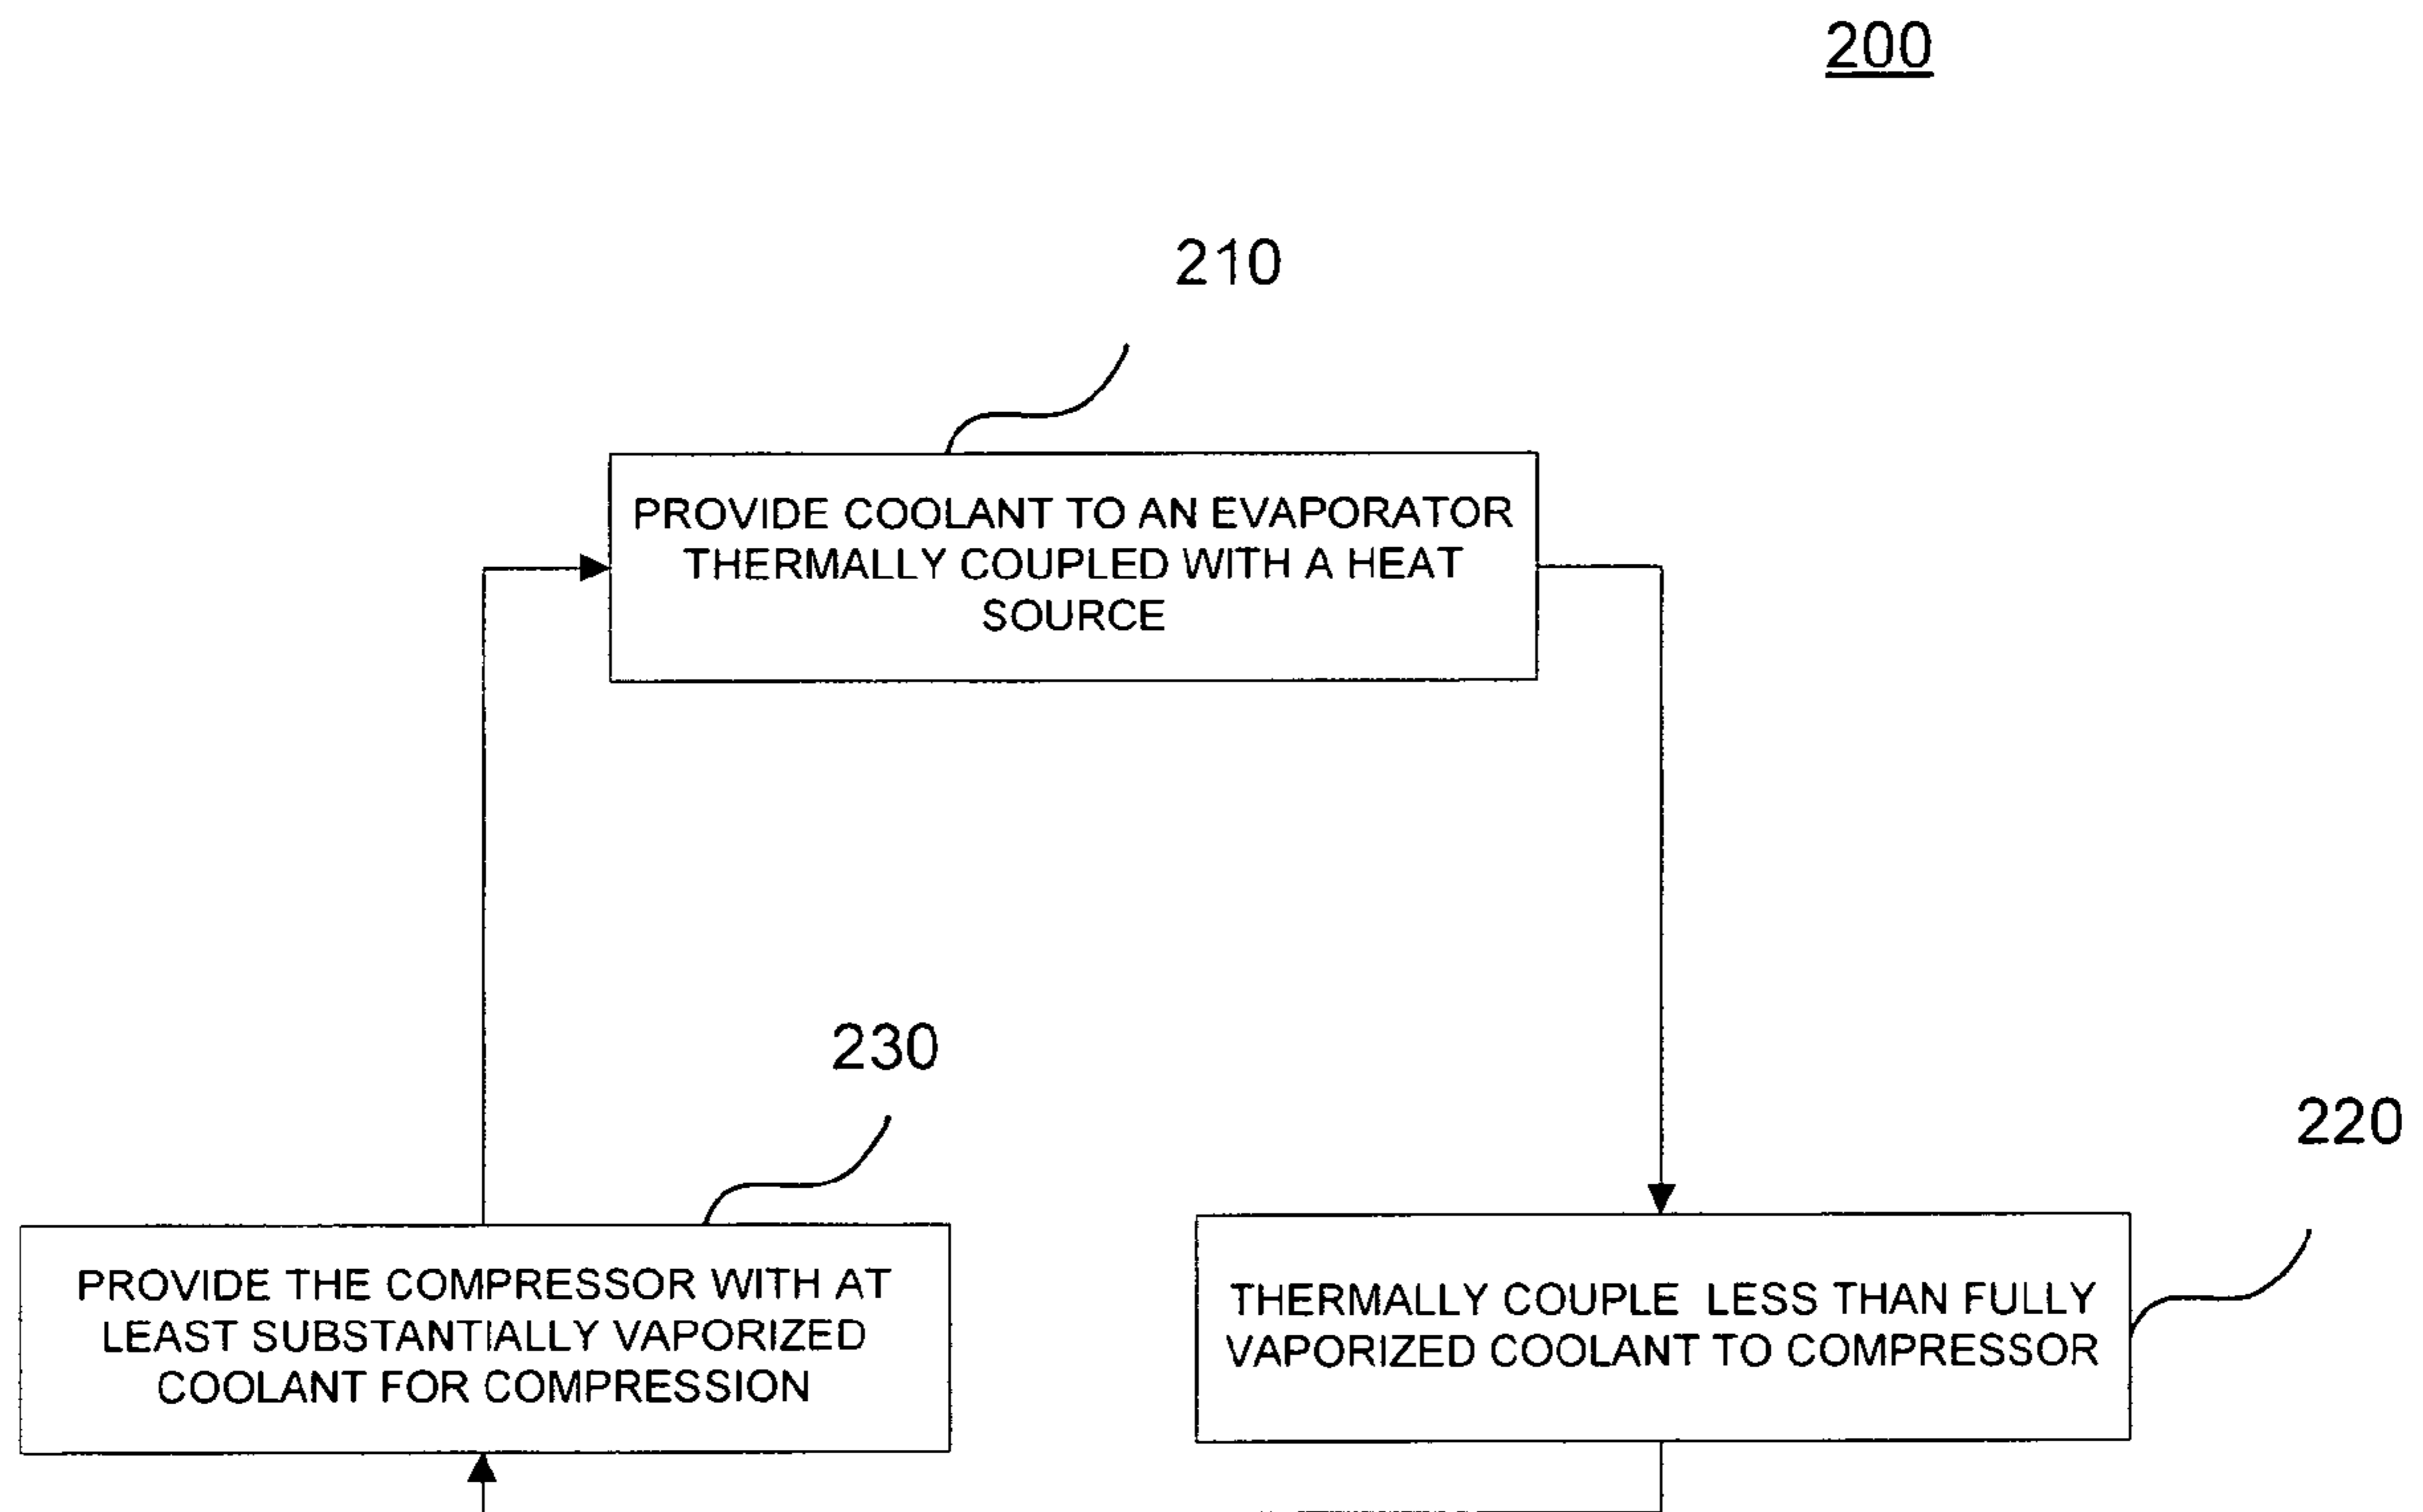 200
210
PROVIDE COOLANT TO AN EVAPORATOR
THERMALLY COUPLED WITH A HEAT
SOURCE
230
220
PROVIDE THE COMPRESSOR WITH AT
LEAST SUBSTANTIALLY VAPORIZED
COOLANT FOR COMPRESSION
THERMALLY COUPLE LESS THAN FULLY
VAPORIZED COOLANT TO COMPRESSOR